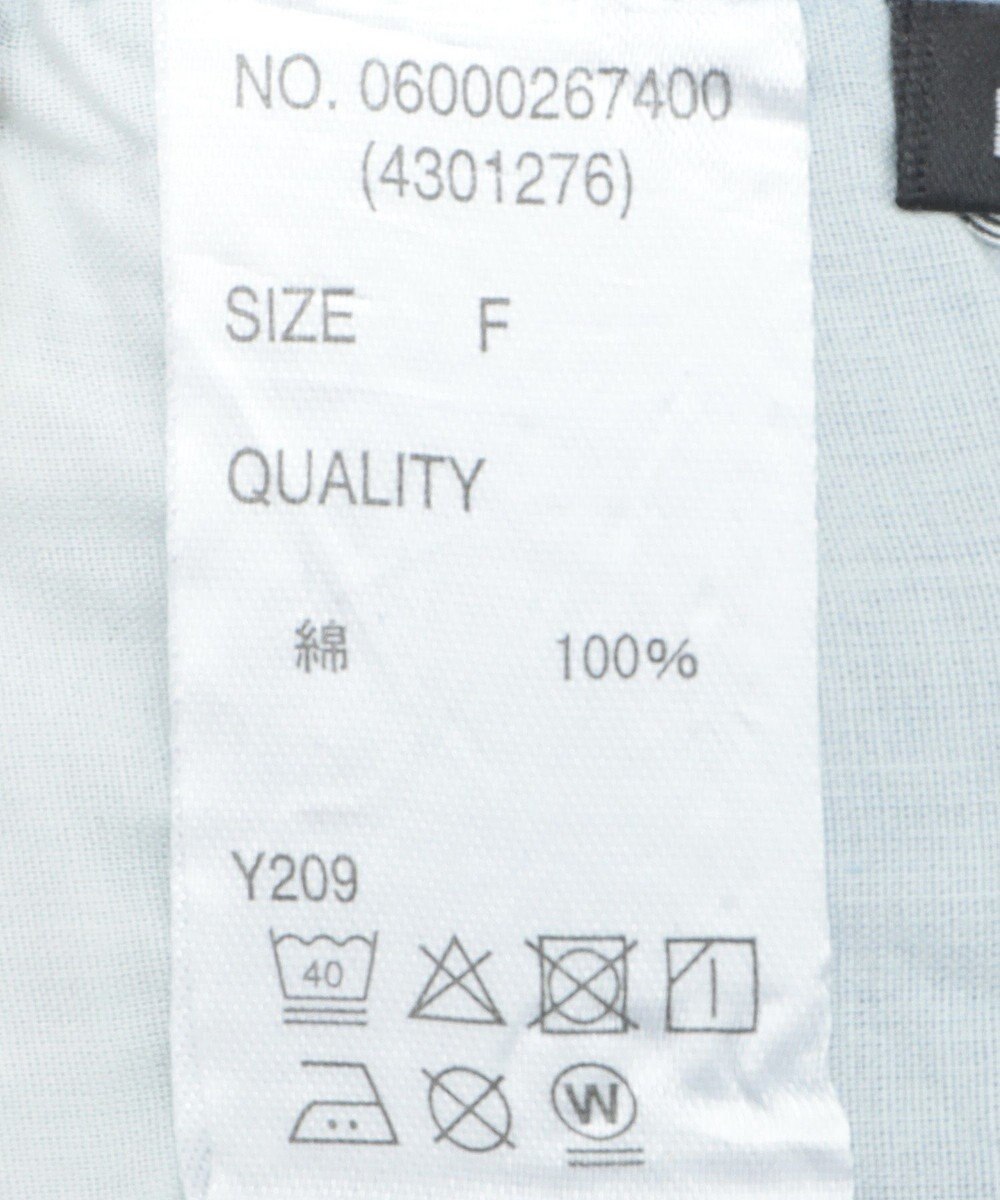 NO. 06000267400
(4301276)
SIZE F
QUALITY
綿 100%
Y209
40
W